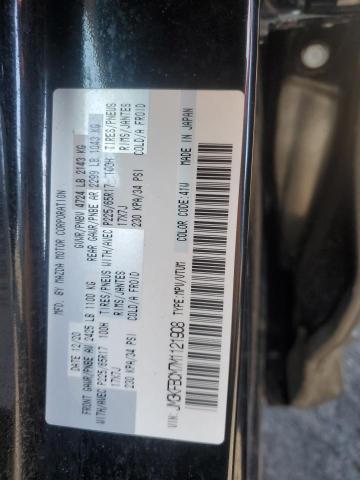 MFD. BY MAZDA MOTOR CORPORATION
DATE 12/20 GVWR/PNBV 4724 LB 2143 KG
FRONT GAWR/PNBE AV 2425 LB 1100 KG REAR GAWR/PNBE AR 2299 LB 1043 KG
WITH/AVEC P225/65R17 100H TIRES/PNEUS WITH/AVEC P225/65R17 100H TIRES/PNEUS
17X7J RIMS/JANTES 17X7J RIMS/JANTES
230 KPA/34 PSI COLD/A FROID 230 KPA/34 PSI COLD/A FROID
COLOR CODE: 41W MADE IN JAPAN
TYPE:MPV/VTUM
VIN: